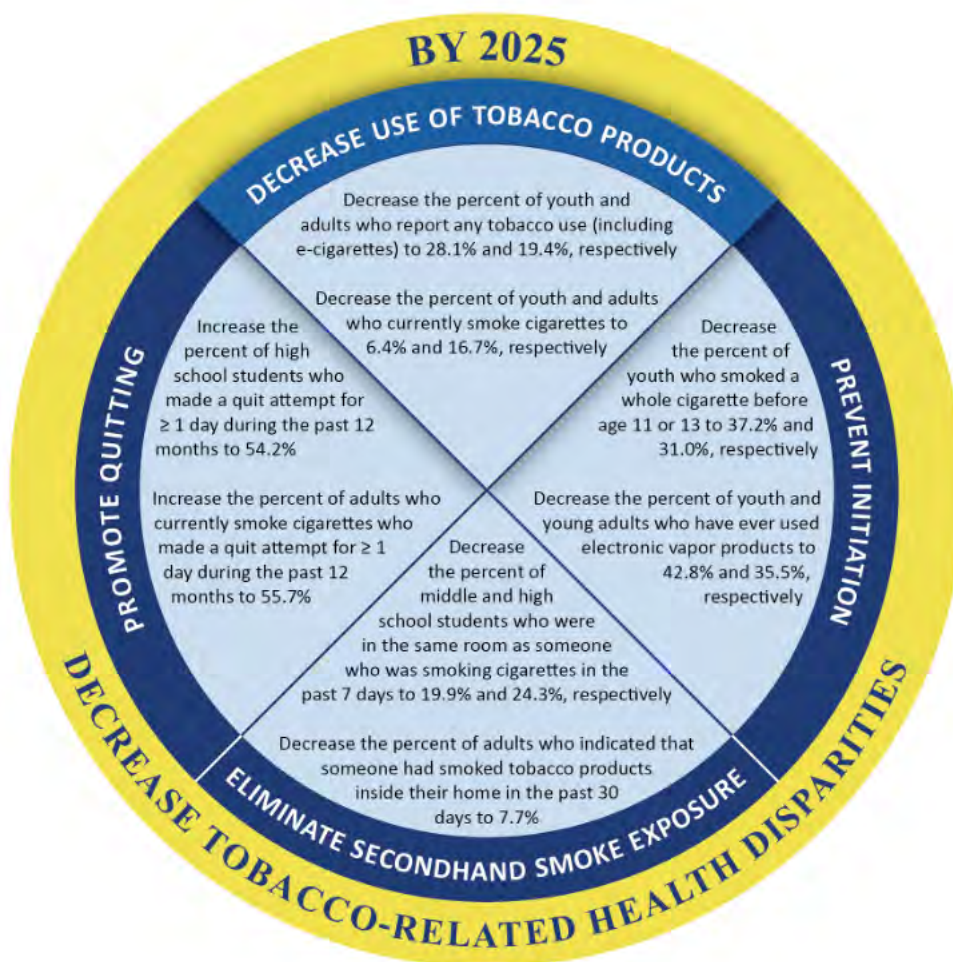 BY 2025
DECREASE USE OF TOBACCO PRODUCTS
Decrease the percent of youth and
adults who report any tobacco use (including
e-cigarettes) to 28.1% and 19.4%, respectively
Decrease the percent of youth and adults
who currently smoke cigarettes to
6.4% and 16.7%, respectively
PREVENT INITIATION
Decrease
the percent of
youth who smoked a
whole cigarette before
age 11 or 13 to 37.2% and
31.0%, respectively
Decrease the percent of youth and
young adults who have ever used
electronic vapor products to
42.8% and 35.5%,
respectively
ELIMINATE SECONDHAND SMOKE EXPOSURE
Decrease
the percent of
middle and high
school students who were
in the same room as someone
who was smoking cigarettes in the
past 7 days to 19.9% and 24.3%, respectively
Decrease the percent of adults who indicated that
someone had smoked tobacco products
inside their home in the past 30
days to 7.7%
PROMOTE QUITTING
Increase the
percent of high
school students who
made a quit attempt for
≥ 1 day during the past 12
months to 54.2%
Increase the percent of adults who
currently smoke cigarettes who
made a quit attempt for ≥ 1
day during the past 12
months to 55.7%
DECREASE TOBACCO-RELATED HEALTH DISPARITIES